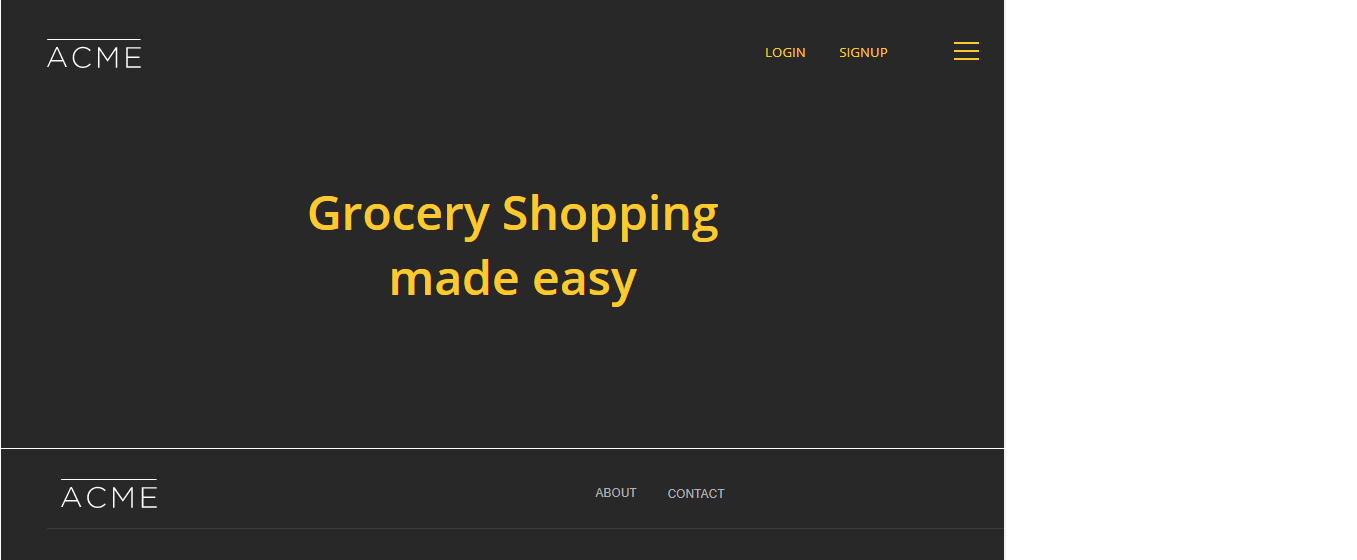 ACME
LOGIN SIGNUP
Grocery Shopping
made easy
ACME
ABOUT CONTACT